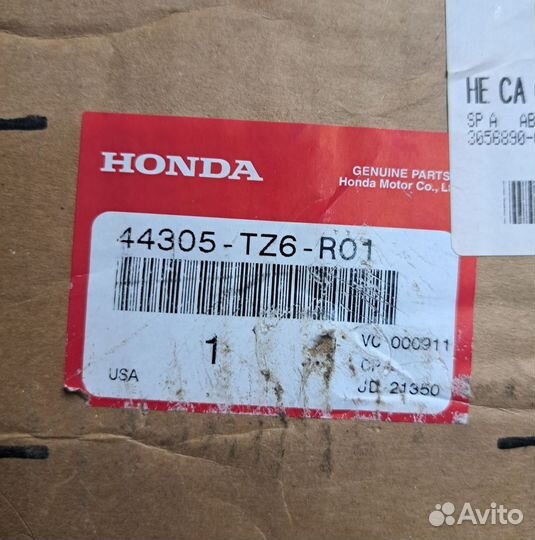 HE CA
SP A AB
3056890-
HONDA
GENUINE PARTS
Honda Motor Co.,
44305-TZ6-R01
1
VC 000911
USA
JD 21350
Avito